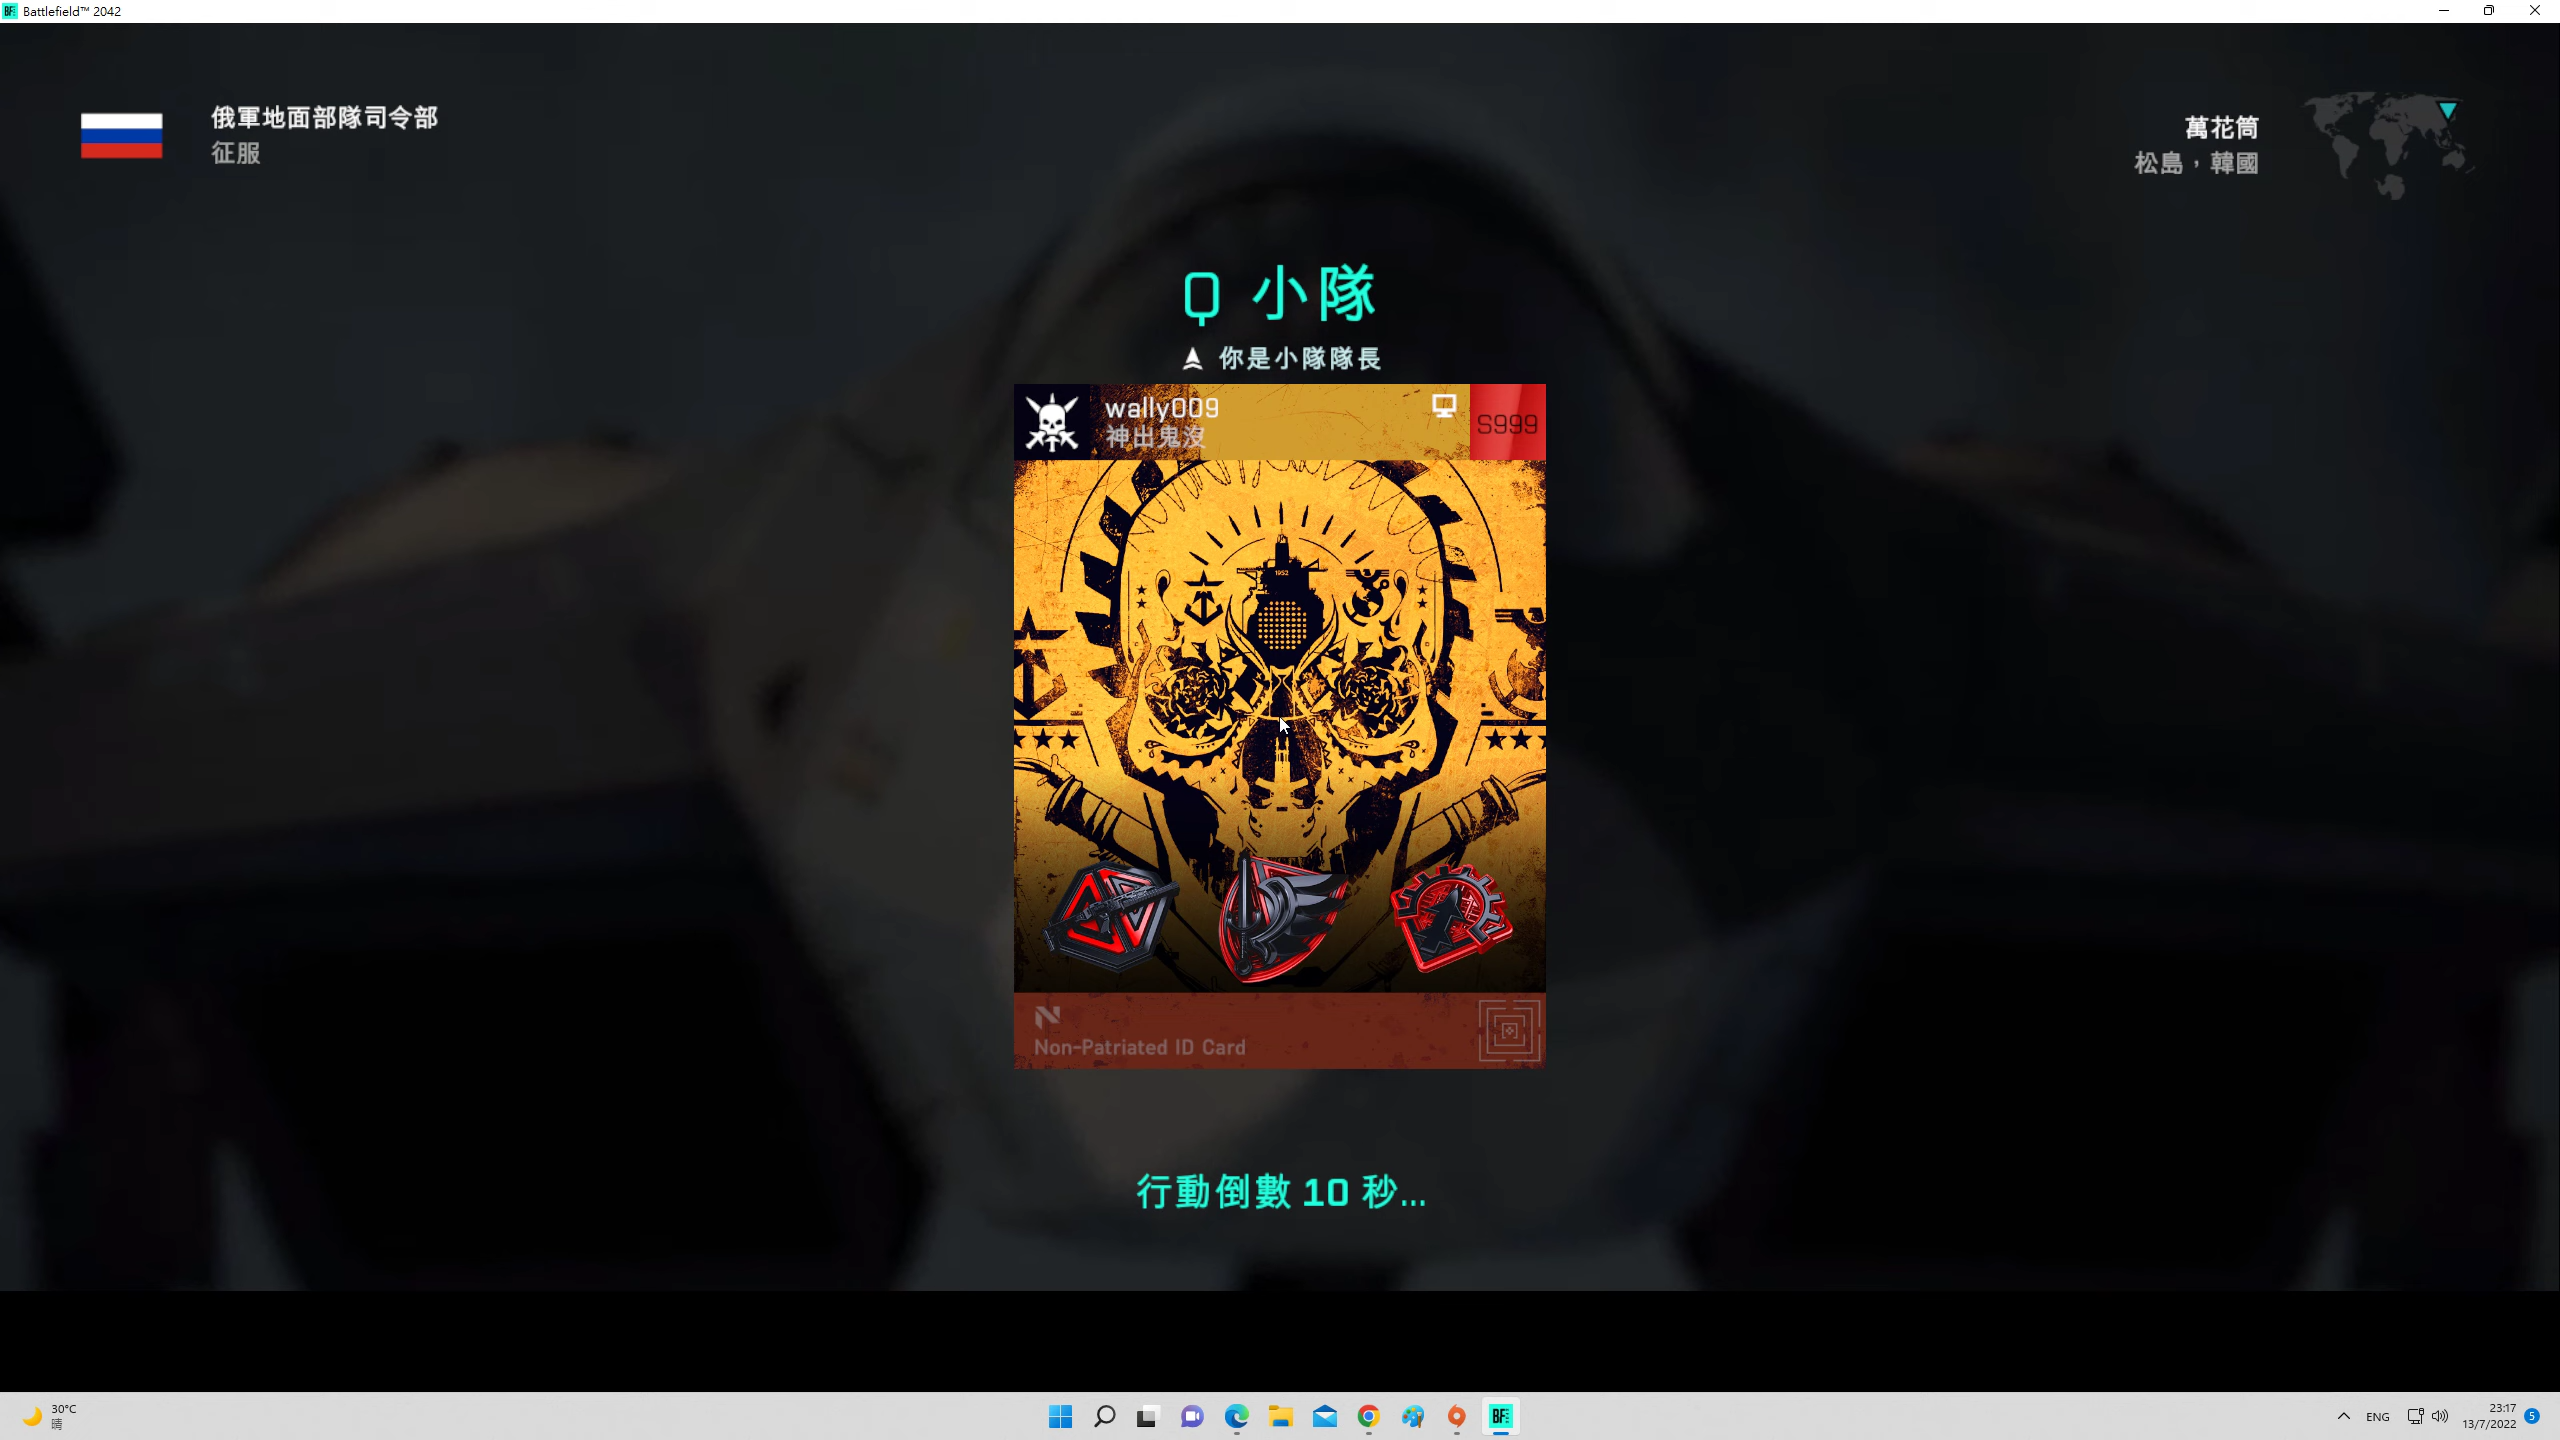 Battlefield™ 2042
俄軍地面部隊司令部
征服
萬花筒
松島，韓國
Q 小隊
你是小隊隊長
wally009
神出鬼沒
S999
1952
Non-Patriated ID Card
行動倒數 10 秒...
30°C
晴
BF
ENG
23:17
13/7/2022
5